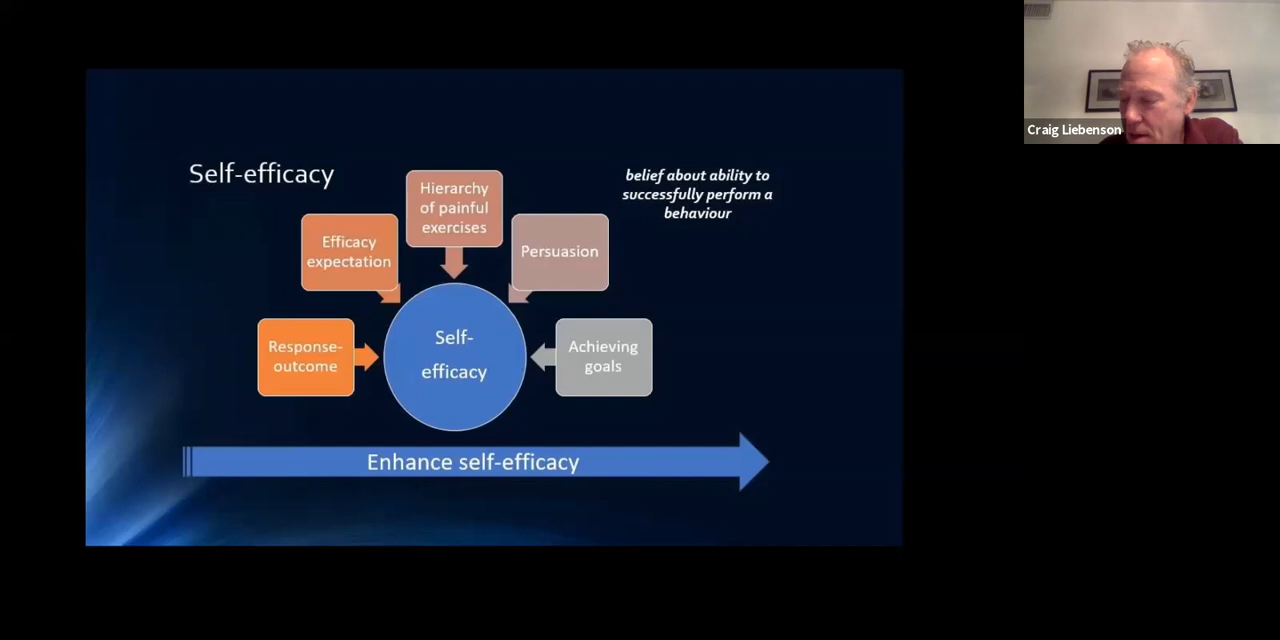 Self-efficacy
belief about ability to
successfully perform a
behaviour
Hierarchy
of painful
exercises
Efficacy
expectation
Persuasion
Response-
outcome
Self-
efficacy
Achieving
goals
Enhance self-efficacy
Craig Liebenson